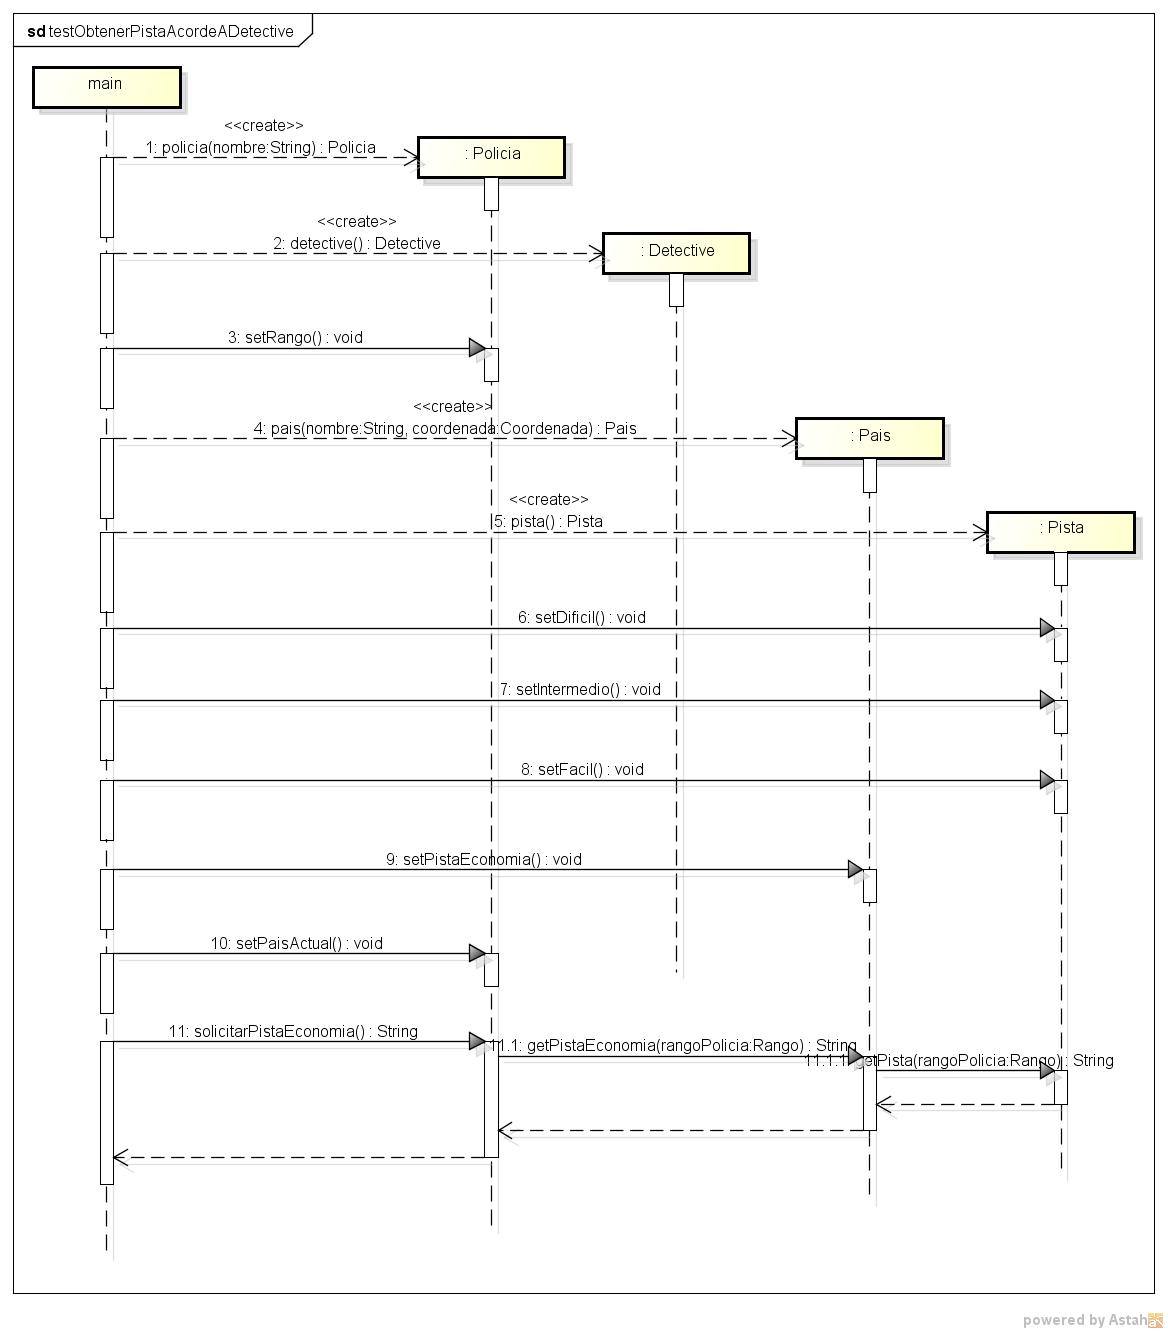 sd testObtenerPistaAcordeADetective
main
<<create>>
1: policia(nombre:String) : Policia
: Policia
<<create>>
2: detective() : Detective
: Detective
3: setRango() : void
<<create>>
4: pais(nombre:String, coordenada:Coordenada) : Pais
: Pais
<<create>>
5: pista() : Pista
: Pista
6: setDificil() : void
7: setIntermedio() : void
8: setFacil() : void
9: setPistaEconomia() : void
10: setPaisActual() : void
11: solicitarPistaEconomia() : String
11.1: getPistaEconomia(rangoPolicia:Rango) : String
11.1.1: getPista(rangoPolicia:Rango) : String
powered by Astah